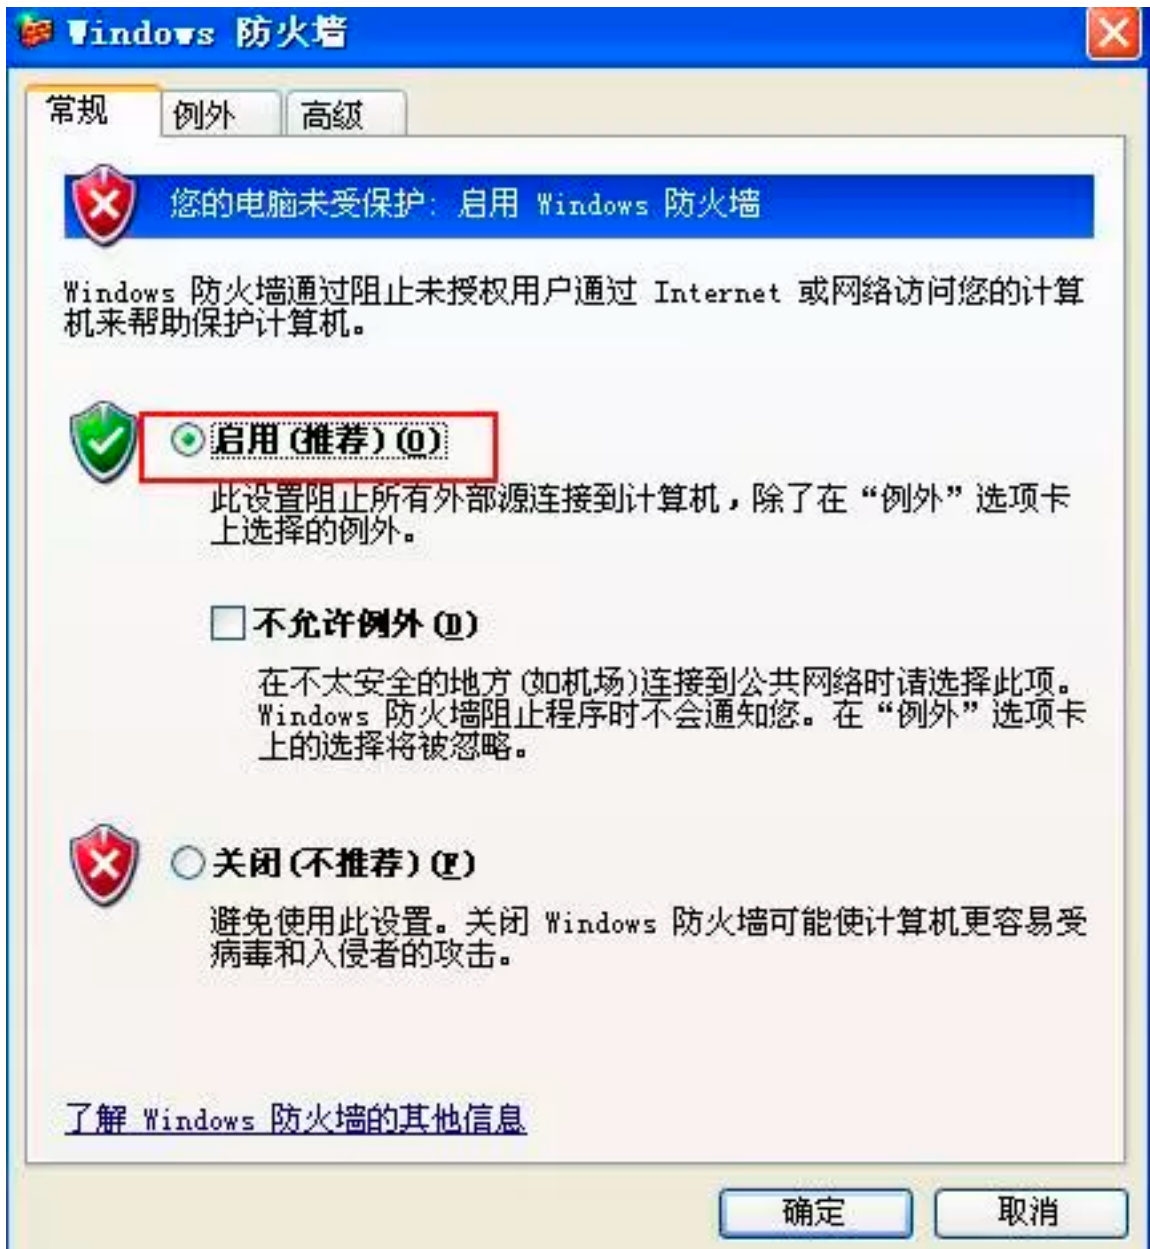 Windows 防火墙
常规 例外 高级
您的电脑未受保护: 启用 Windows 防火墙
Windows 防火墙通过阻止未授权用户通过 Internet 或网络访问您的计算
机来帮助保护计算机。
启用(推荐)(O)
此设置阻止所有外部源连接到计算机，除了在“例外”选项卡
上选择的例外。
不允许例外(D)
在不太安全的地方(如机场)连接到公共网络时请选择此项。
Windows 防火墙阻止程序时不会通知您。在“例外”选项卡
上的选择将被忽略。
关闭(不推荐)(F)
避免使用此设置。关闭 Windows 防火墙可能使计算机更容易受
病毒和入侵者的攻击。
了解 Windows 防火墙的其他信息
确定 取消